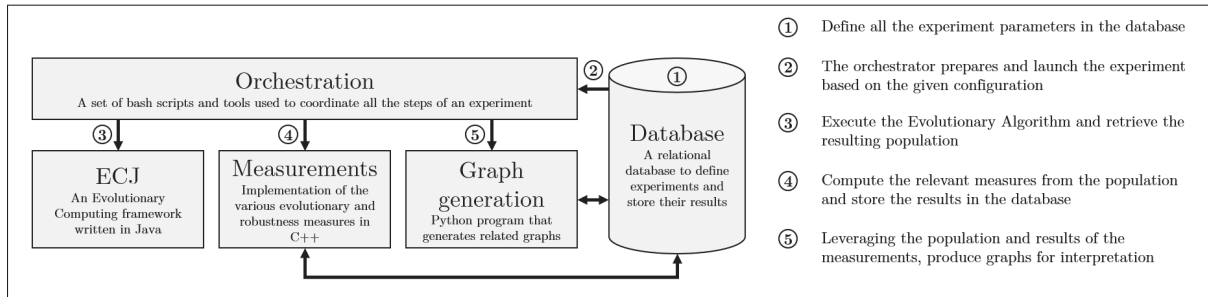 Orchestration
A set of bash scripts and tools used to coordinate all the steps of an experiment
②
①
③
④
⑤
ECJ
An Evolutionary
Computing framework
written in Java
Measurements
Implementation of the
various evolutionary and
robustness measures in
C++
Graph
generation
Python program that
generates related graphs
Database
A relational
database to define
experiments and
store their results
① Define all the experiment parameters in the database
② The orchestrator prepares and launch the experiment
based on the given configuration
③ Execute the Evolutionary Algorithm and retrieve the
resulting population
④ Compute the relevant measures from the population
and store the results in the database
⑤ Leveraging the population and results of the
measurements, produce graphs for interpretation